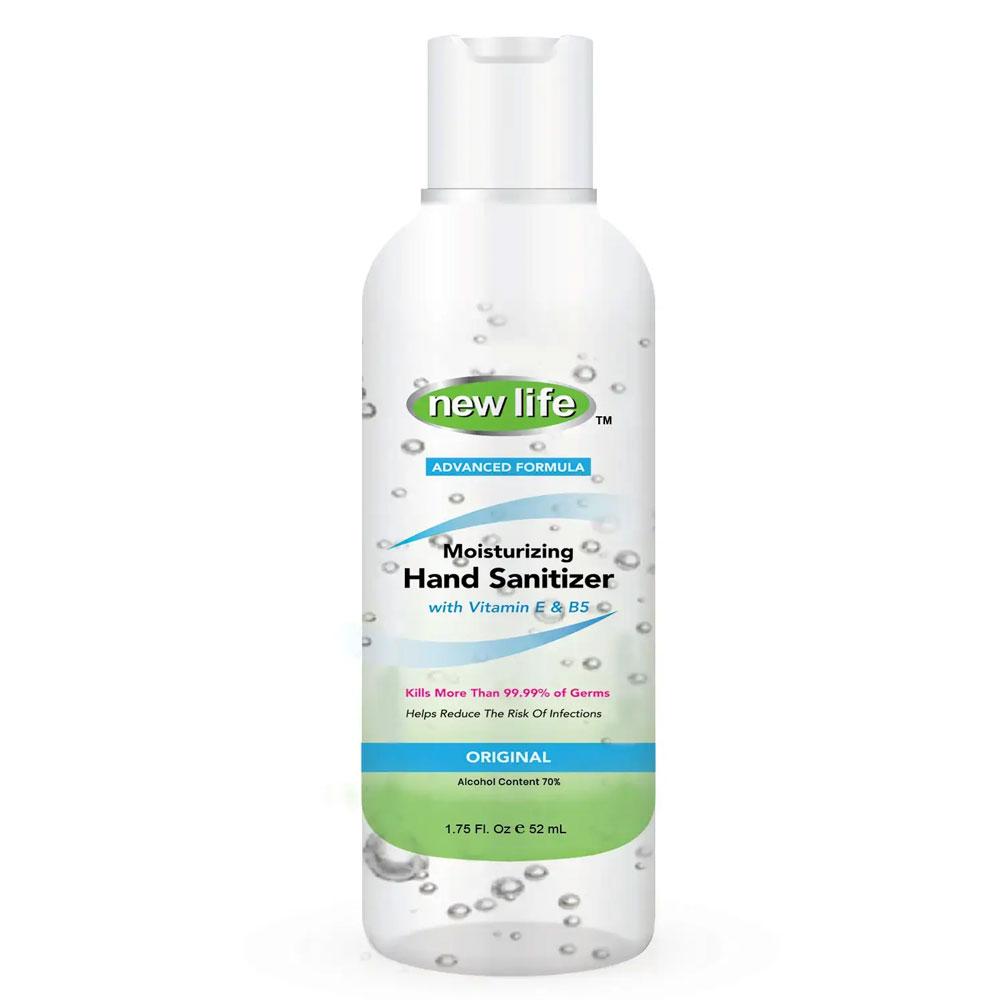 new life
TM
ADVANCED FORMULA
Moisturizing
Hand Sanitizer
with Vitamin E & B5
Kills More Than 99.99% of Germs
Helps Reduce The Risk Of Infections
ORIGINAL
Alcohol Content 70%
1.75 Fl. Oz ℮ 52 mL